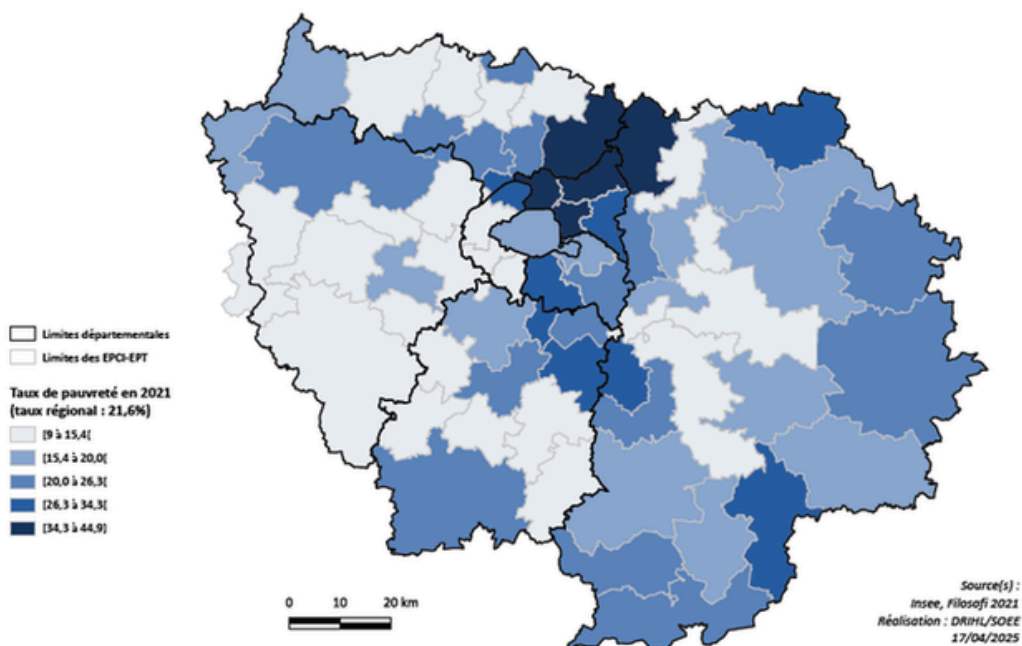 Limites départementales
Limites des EPCI-EPT
Taux de pauvreté en 2021
(taux régional : 21,6%)
[9 à 15,4[
[15,4 à 20,0[
[20,0 à 26,3[
[26,3 à 34,3[
[34,3 à 44,9]
0 10 20 km
Source(s) :
Insee, Filosofi 2021
Réalisation : DRIHL/SOEE
17/04/2025